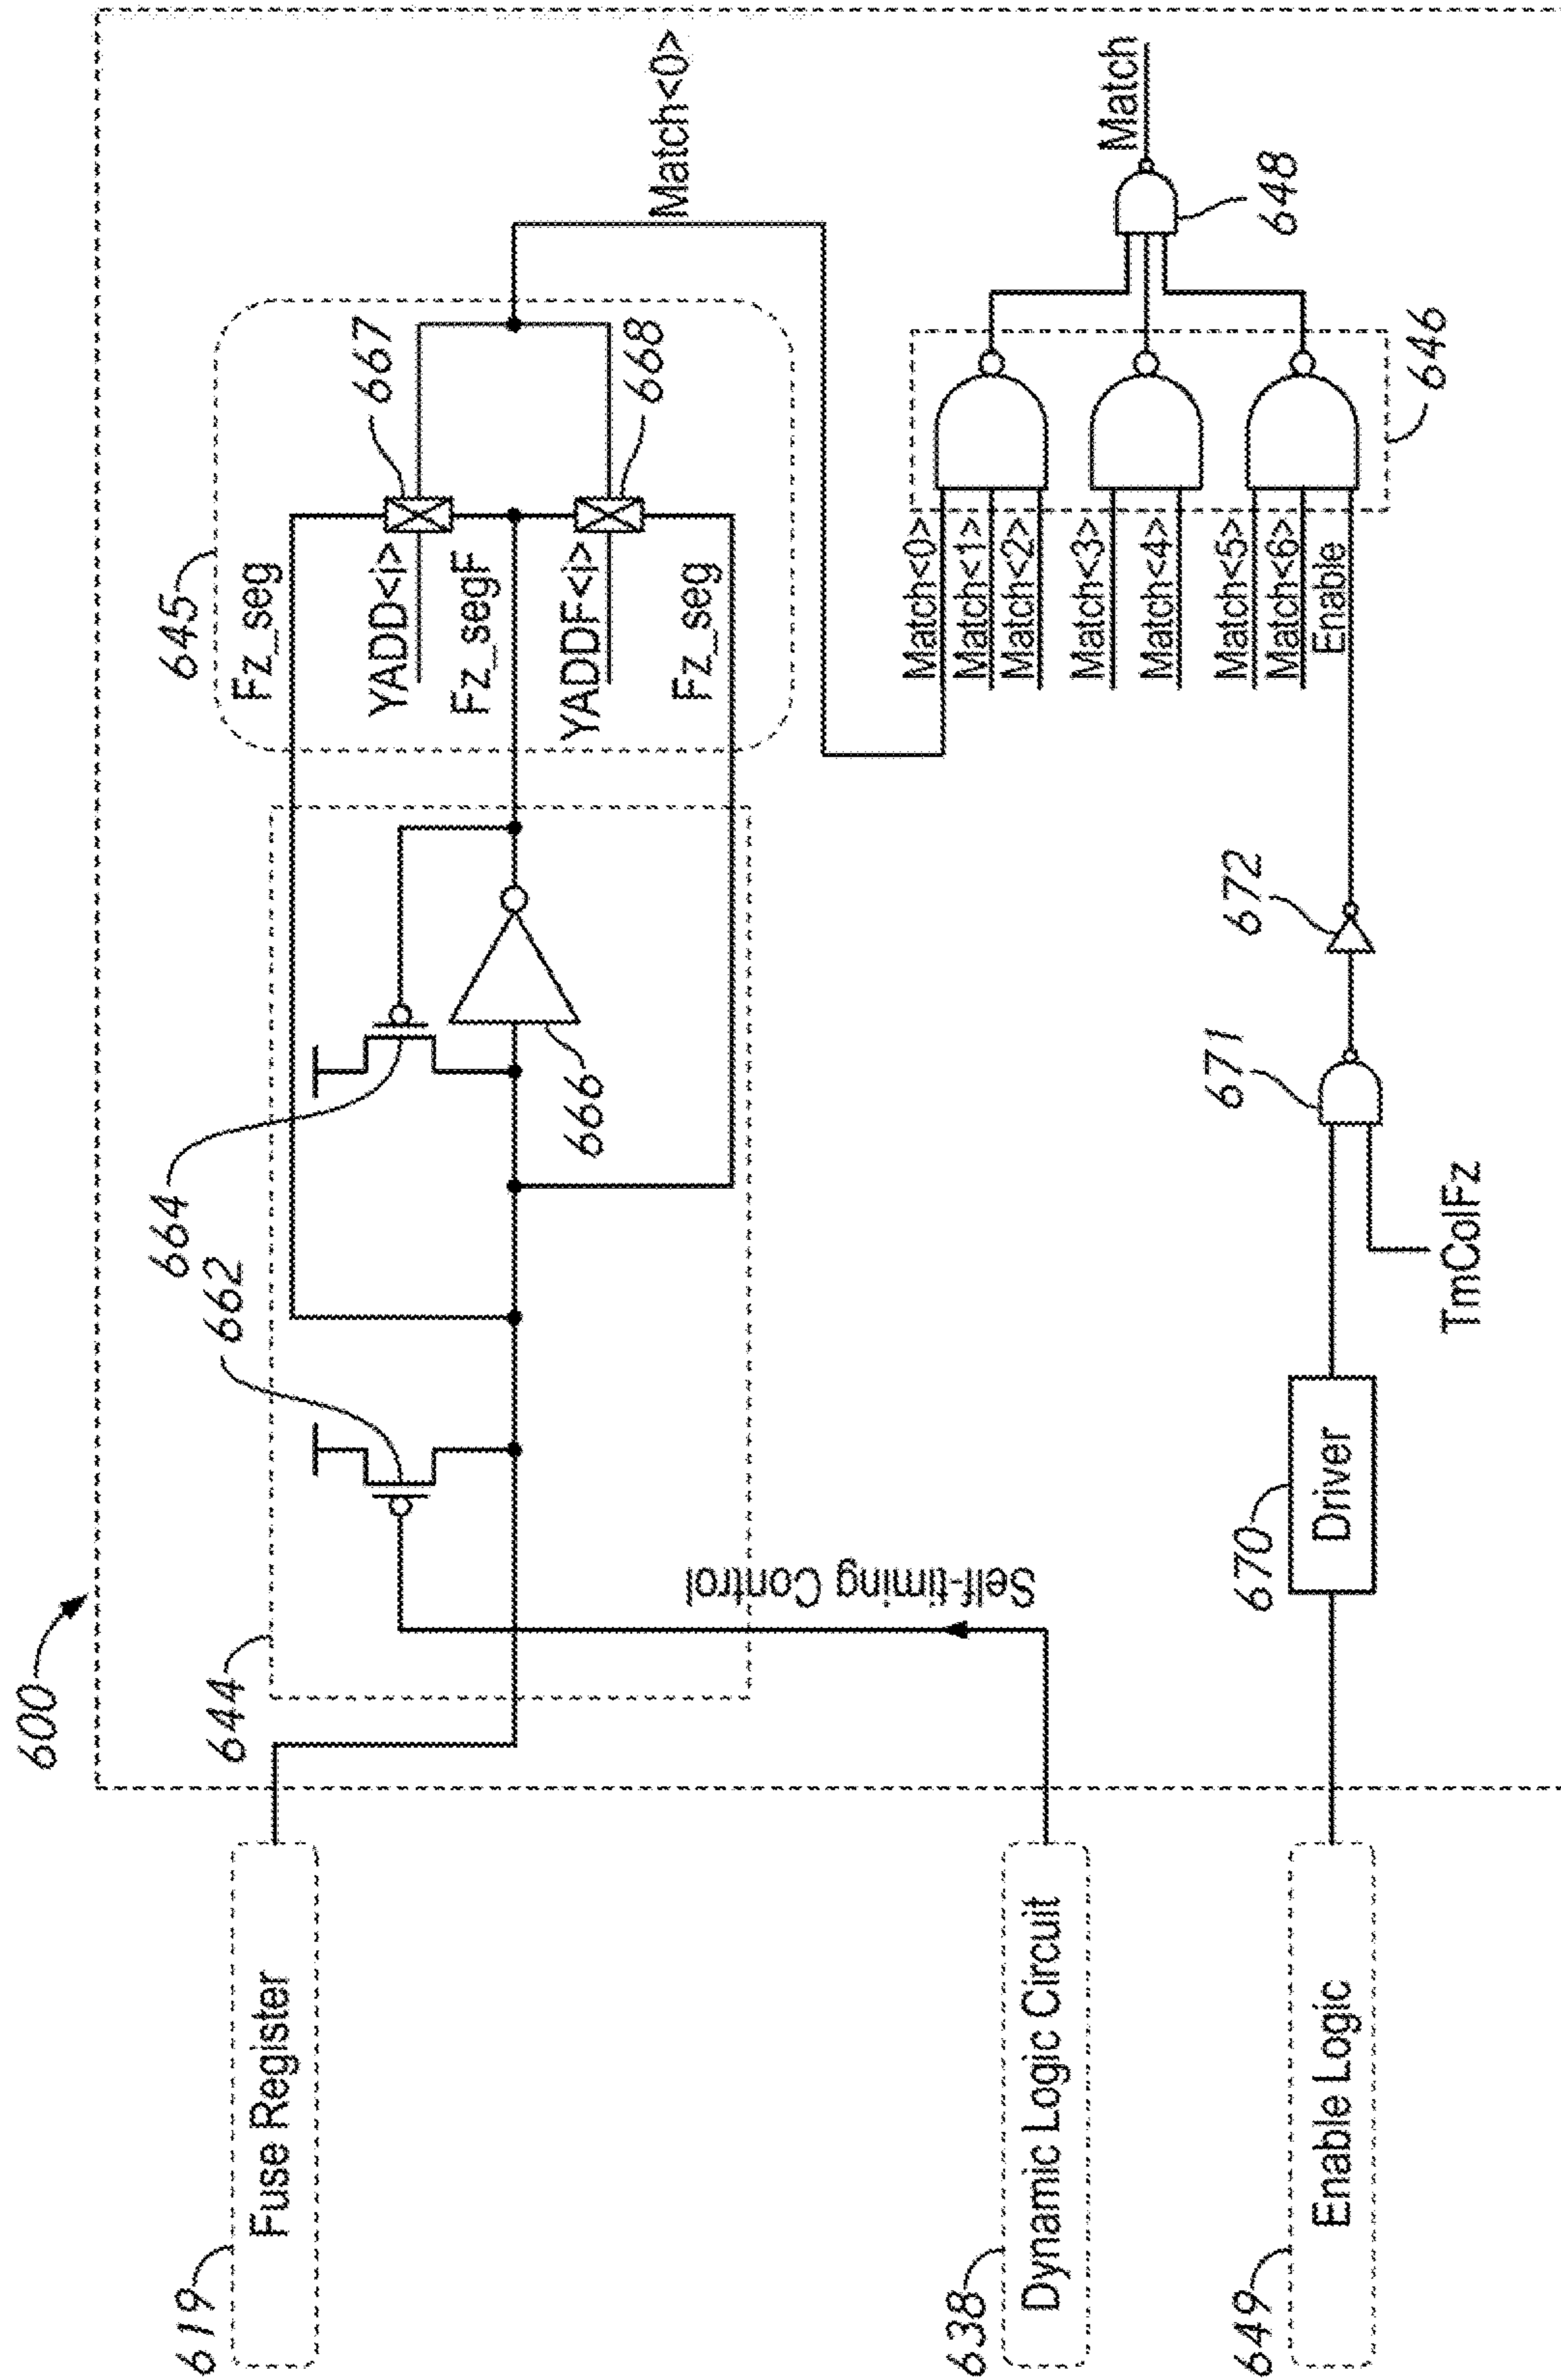 600
619
Fuse Register
644
662
664
666
645
Fz_seg
YADD<i>
Fz_segF
YADDF<i>
Fz_seg
667
668
Match<0>
638
Dynamic Logic Circuit
Self-timing Control
Match<0>
Match<1>
Match<2>
Match<3>
Match<4>
Match<5>
Match<6>
Enable
646
648
Match
649
Enable Logic
670
Driver
671
672
TmColFz